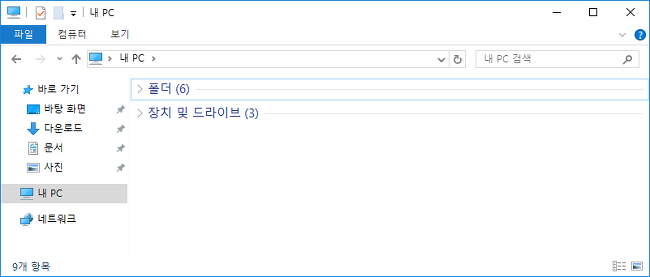 내 PC
파일 컴퓨터 보기
내 PC
내 PC 검색
바로 가기
바탕 화면
다운로드
문서
사진
내 PC
네트워크
폴더 (6)
장치 및 드라이브 (3)
9개 항목